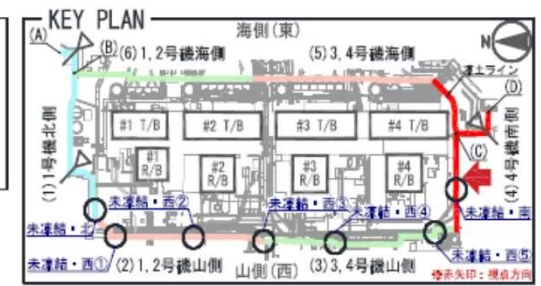 KEY PLAN
海側(東)
(A)
(B)
(6)1,2号機海側
(5)3,4号機海側
N
凍土ライン
(D)
#1 T/B
#2 T/B
#3 T/B
#4 T/B
(1)1号機北側
#1
R/B
#2
R/B
#3
R/B
#4
R/B
(C)
(4)4号機南側
未凍結・北
未凍結・西②
未凍結・西③
未凍結・西④
未凍結・南
未凍結・西①
(2)1,2号機山側
山側(西)
(3)3,4号機山側
未凍結・西⑤
※赤矢印:視点方向